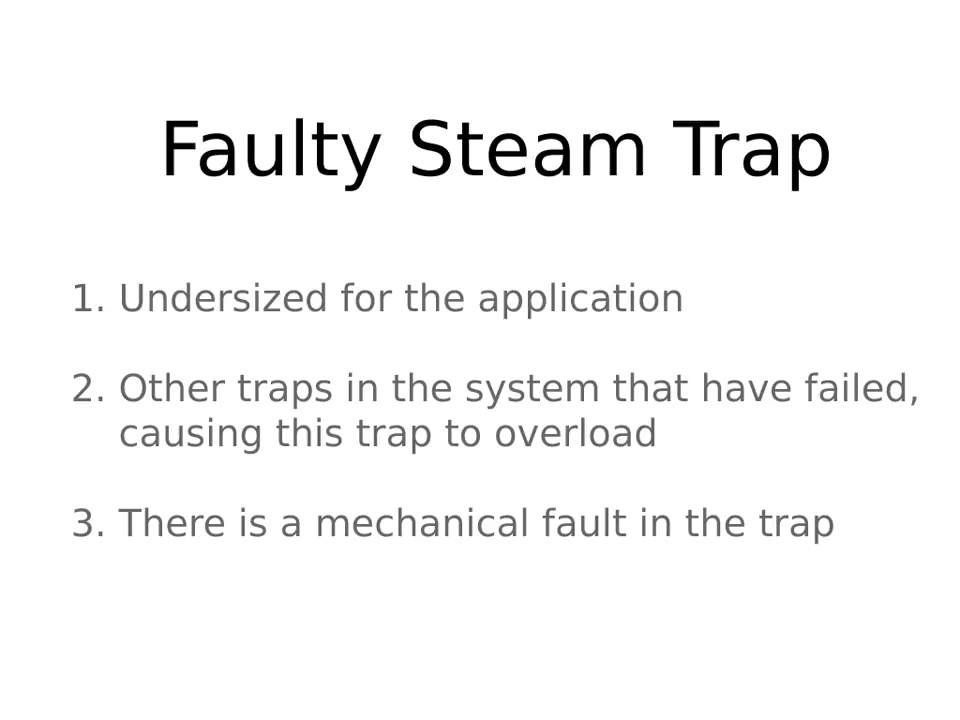 Faulty Steam Trap
1. Undersized for the application
2. Other traps in the system that have failed,
causing this trap to overload
3. There is a mechanical fault in the trap